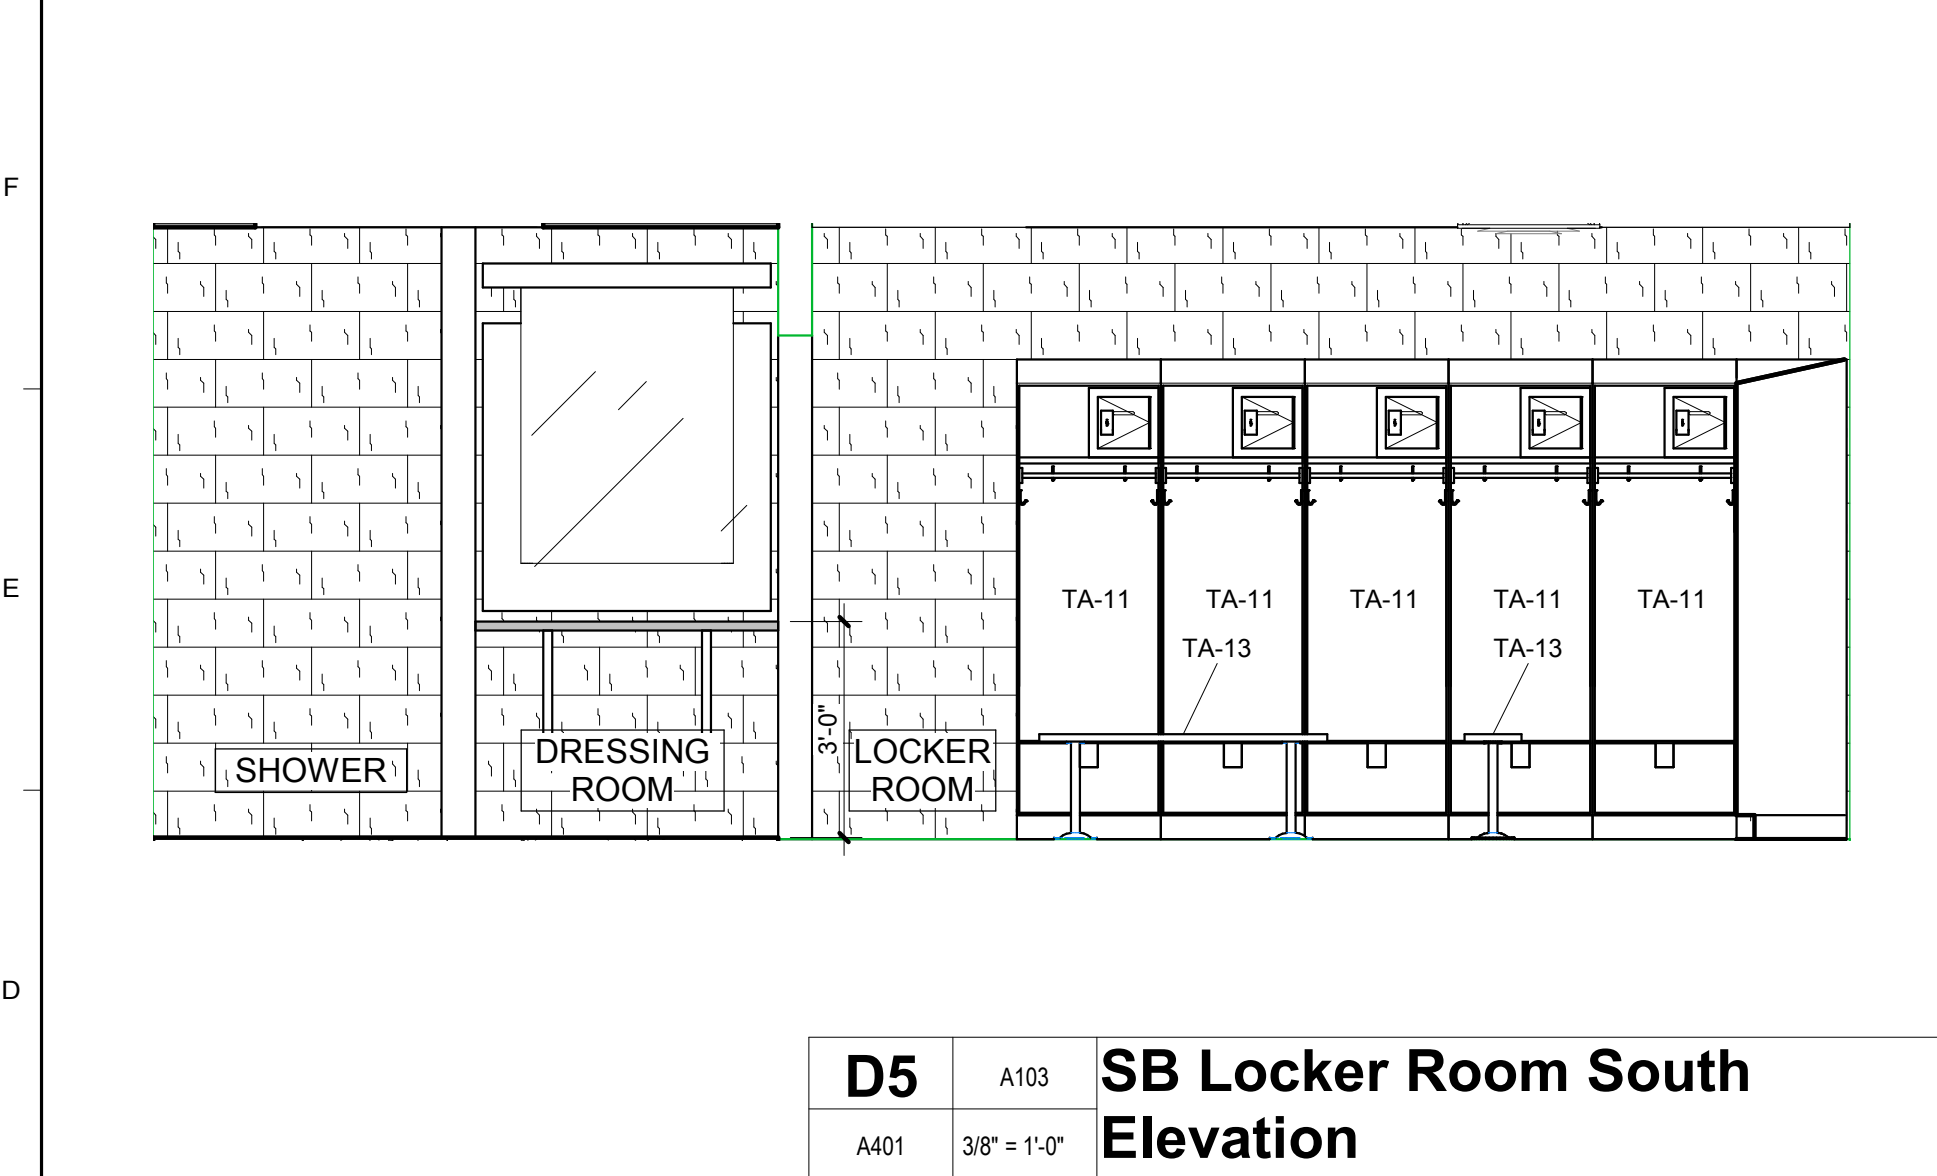 F
E
D
TA-11 TA-11 TA-11 TA-11 TA-11
TA-13 TA-13
3'-0"
SHOWER
DRESSING
ROOM
LOCKER
ROOM
D5
A103
A401
3/8" = 1'-0"
SB Locker Room South
Elevation